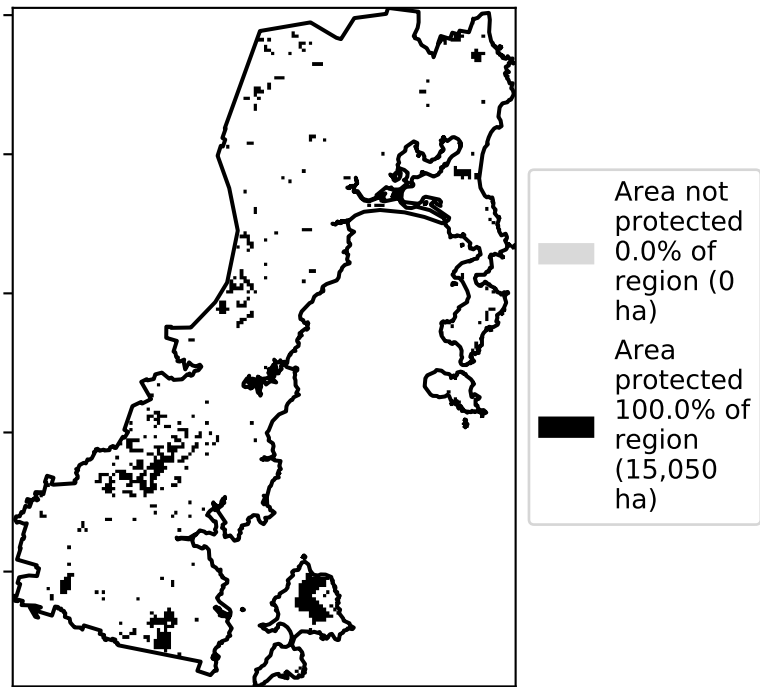 Area not
protected
0.0% of
region (0
ha)
Area
protected
100.0% of
region
(15,050
ha)